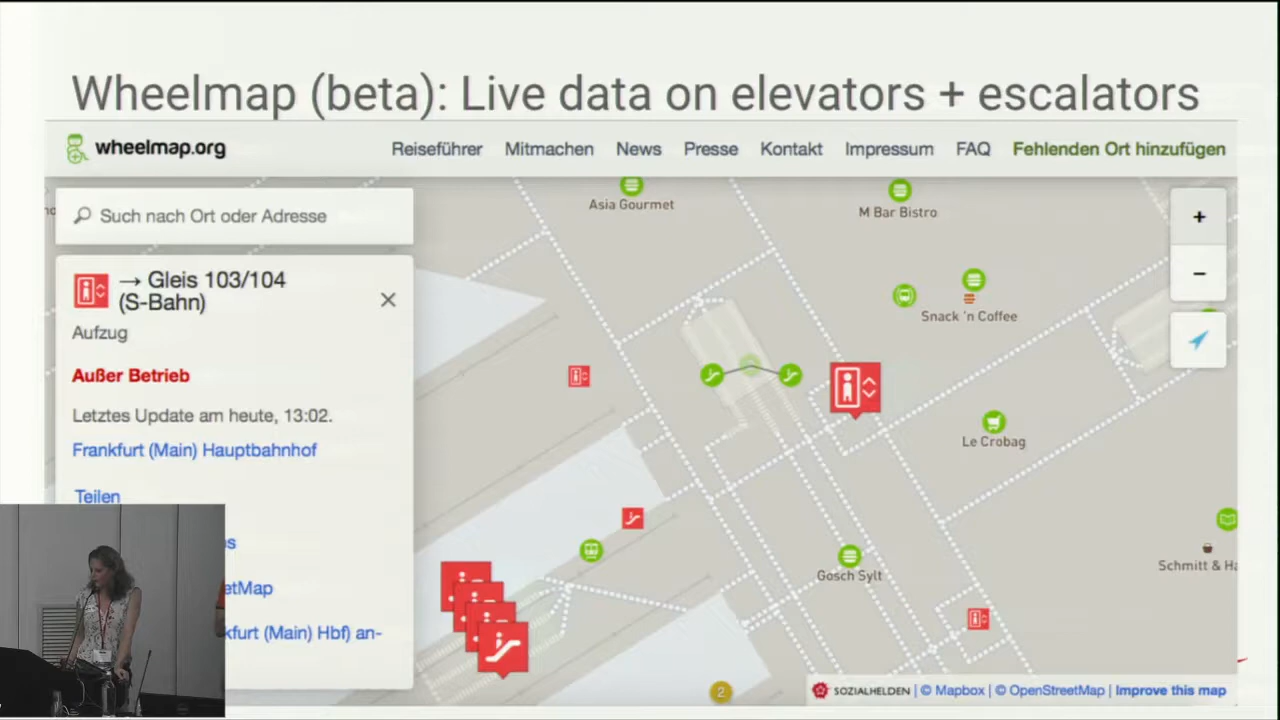 Wheelmap (beta): Live data on elevators + escalators
wheelmap.org
Reiseführer Mitmachen News Presse Kontakt Impressum FAQ Fehlenden Ort hinzufügen
Such nach Ort oder Adresse
→ Gleis 103/104
(S-Bahn)
Aufzug
Außer Betrieb
Letztes Update am heute, 13:02.
Frankfurt (Main) Hauptbahnhof
Teilen
etMap
kfurt (Main) Hbf) an-
Asia Gourmet
M Bar Bistro
Snack 'n Coffee
Le Crobag
Gosch Sylt
Schmitt & Ha
2
+
−
SOZIALHELDEN | © Mapbox | © OpenStreetMap | Improve this map